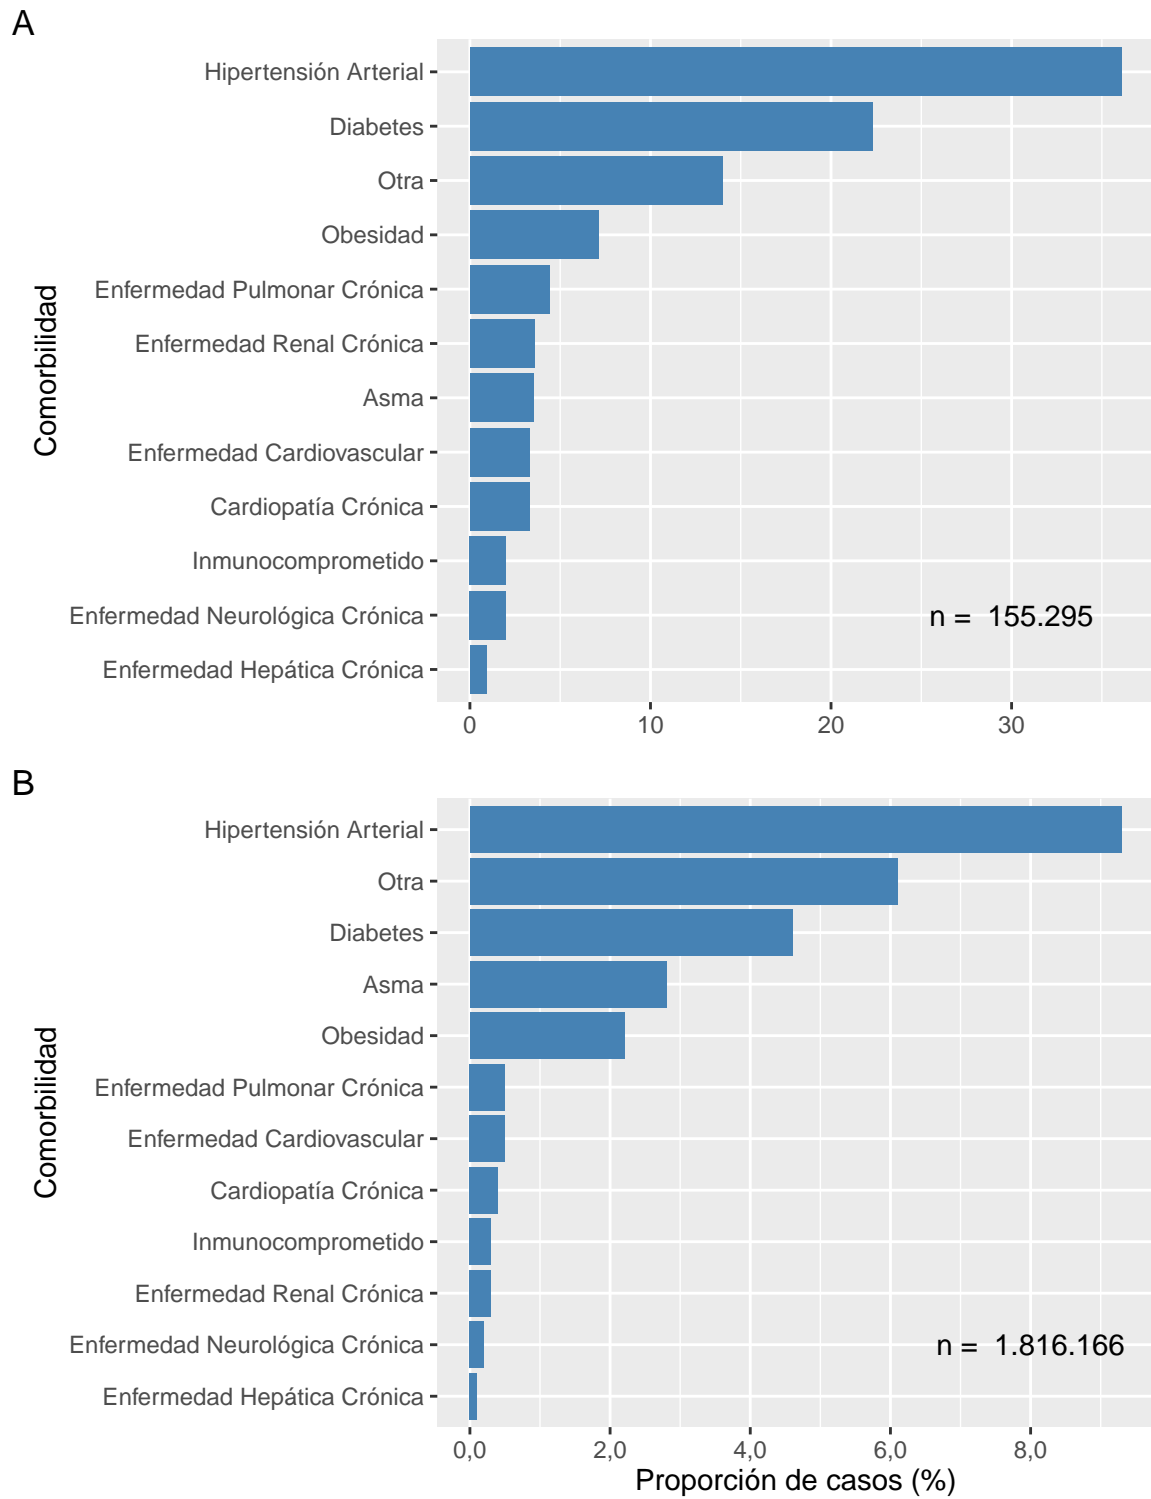 A
Hipertensión Arterial
Diabetes
Otra
Obesidad
Enfermedad Pulmonar Crónica
Enfermedad Renal Crónica
Asma
Enfermedad Cardiovascular
Cardiopatía Crónica
Inmunocomprometido
Enfermedad Neurológica Crónica
Enfermedad Hepática Crónica
Comorbilidad
n = 155.295
0 10 20 30
B
Hipertensión Arterial
Otra
Diabetes
Asma
Obesidad
Enfermedad Pulmonar Crónica
Enfermedad Cardiovascular
Cardiopatía Crónica
Inmunocomprometido
Enfermedad Renal Crónica
Enfermedad Neurológica Crónica
Enfermedad Hepática Crónica
Comorbilidad
n = 1.816.166
0,0 2,0 4,0 6,0 8,0
Proporción de casos (%)